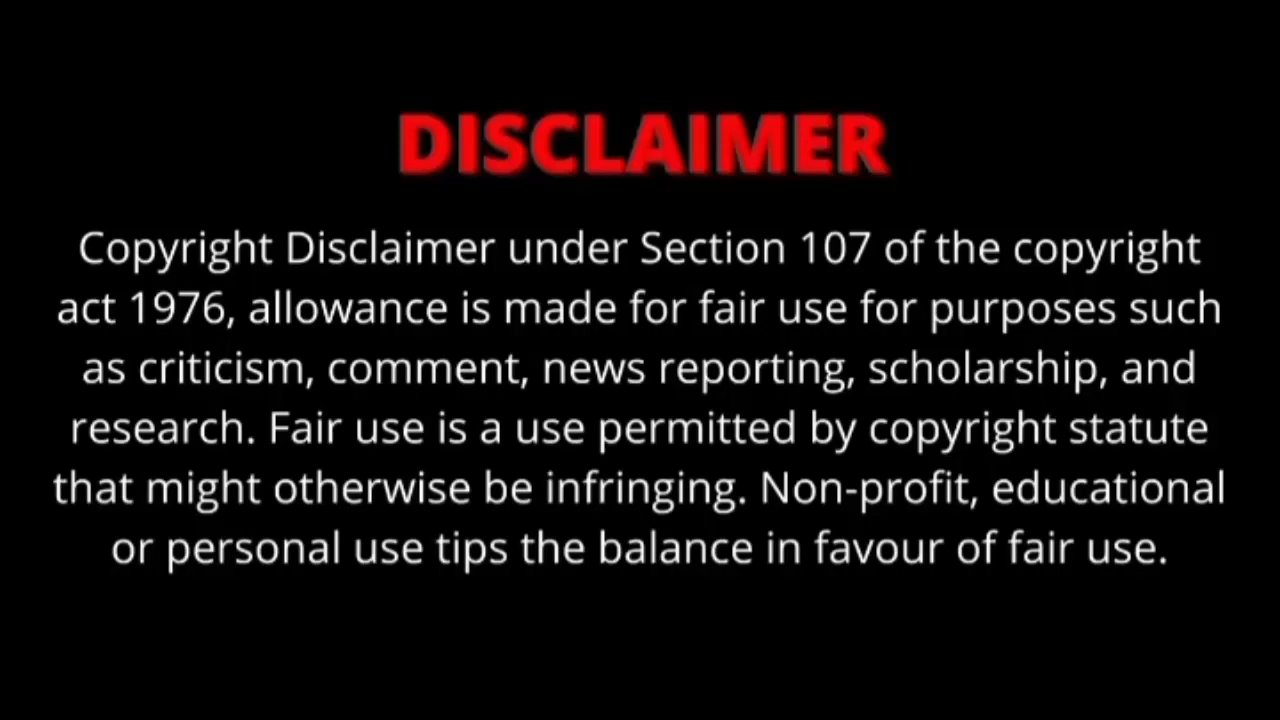 DISCLAIMER
Copyright Disclaimer under Section 107 of the copyright
act 1976, allowance is made for fair use for purposes such
as criticism, comment, news reporting, scholarship, and
research. Fair use is a use permitted by copyright statute
that might otherwise be infringing. Non-profit, educational
or personal use tips the balance in favour of fair use.